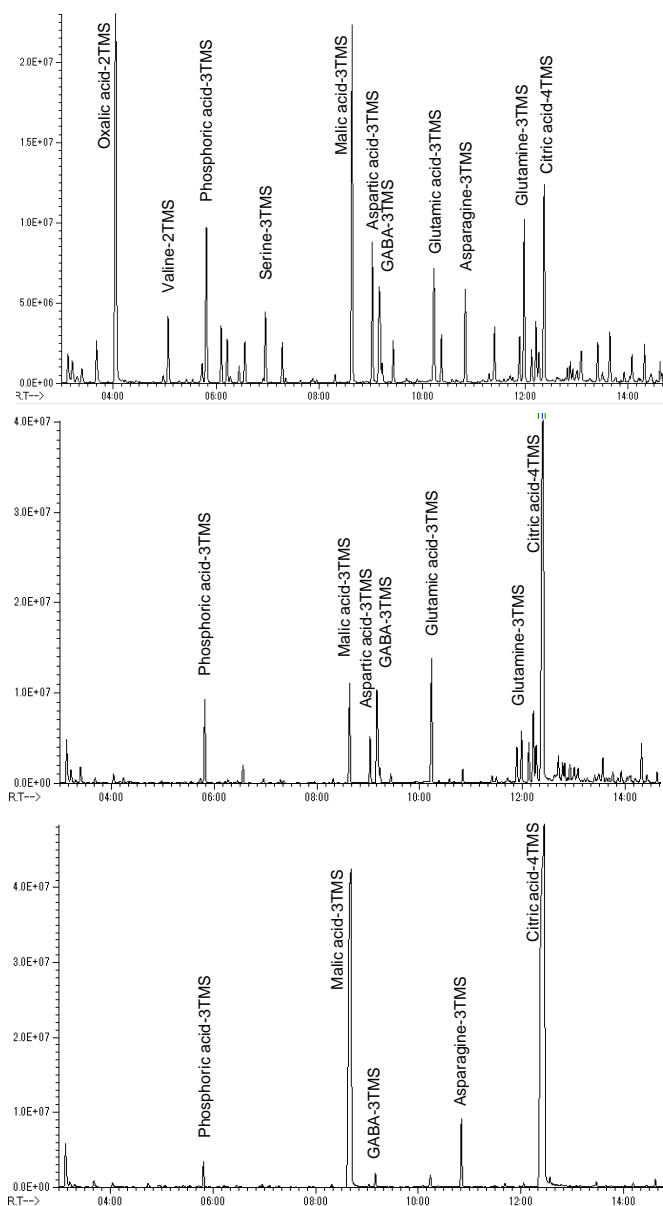 2.0E+07
1.5E+07
1.0E+07
5.0E+06
0.0E+00
Oxalic acid-2TMS
Valine-2TMS
Phosphoric acid-3TMS
Serine-3TMS
Malic acid-3TMS
Aspartic acid-3TMS
GABA-3TMS
Glutamic acid-3TMS
Asparagine-3TMS
Glutamine-3TMS
Citric acid-4TMS
R.T--> 04:00 06:00 08:00 10:00 12:00 14:00
4.0E+07
3.0E+07
2.0E+07
1.0E+07
0.0E+00
Phosphoric acid-3TMS
Malic acid-3TMS
Aspartic acid-3TMS
GABA-3TMS
Glutamic acid-3TMS
Glutamine-3TMS
Citric acid-4TMS
R.T--> 04:00 06:00 08:00 10:00 12:00 14:00
4.0E+07
3.0E+07
2.0E+07
1.0E+07
0.0E+00
Phosphoric acid-3TMS
Malic acid-3TMS
GABA-3TMS
Asparagine-3TMS
Citric acid-4TMS
R.T--> 04:00 06:00 08:00 10:00 12:00 14:00